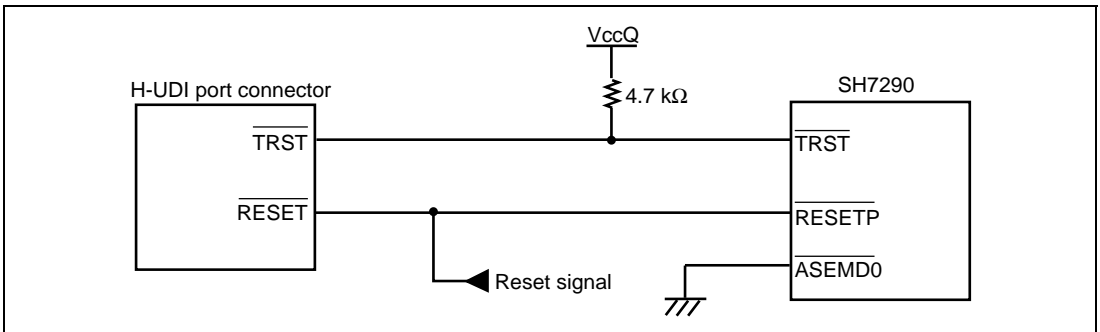 VccQ
H-UDI port connector
4.7 kΩ
SH7290
TRST
TRST
RESET
RESETP
Reset signal
ASEMD0